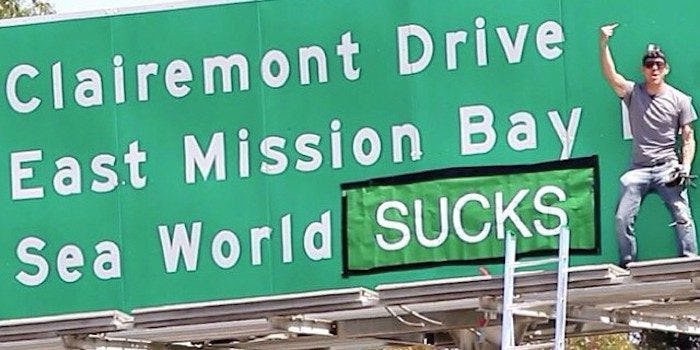 Clairemont Drive
East Mission Bay
Sea World SUCKS